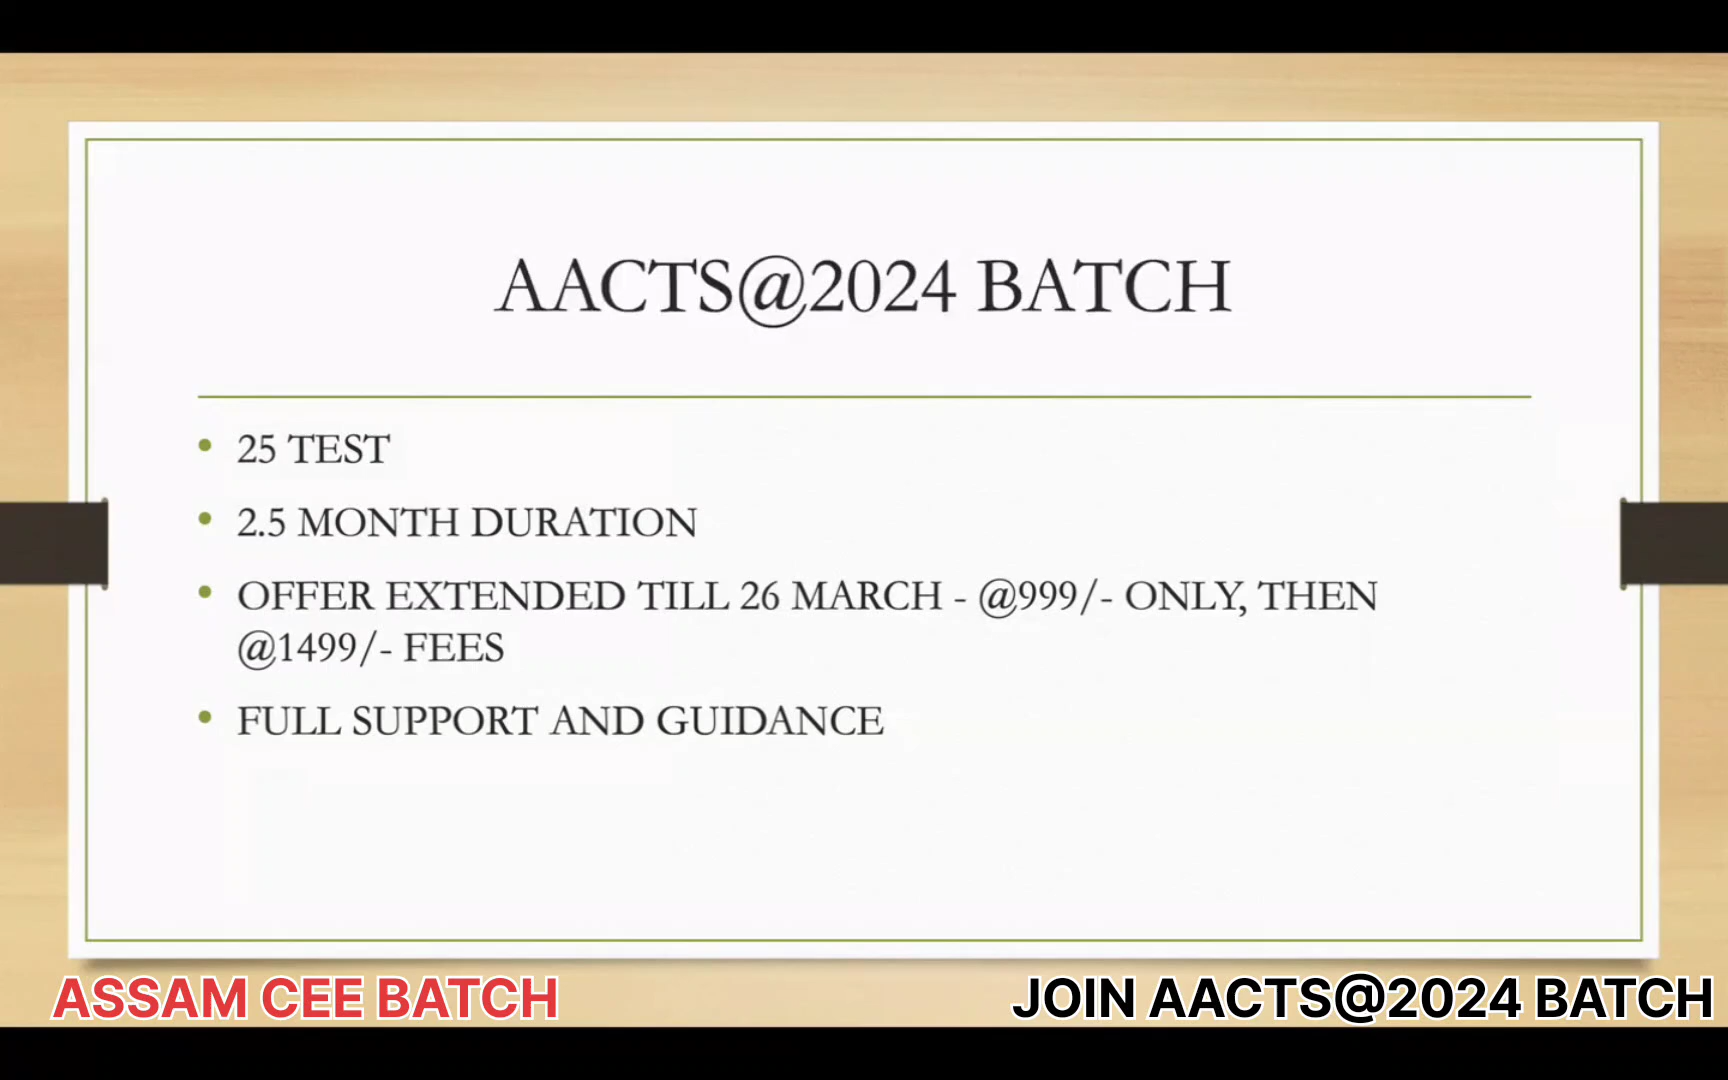 AACTS@2024 BATCH
• 25 TEST
• 2.5 MONTH DURATION
• OFFER EXTENDED TILL 26 MARCH - @999/- ONLY, THEN
@1499/- FEES
• FULL SUPPORT AND GUIDANCE
ASSAM CEE BATCH
JOIN AACTS@2024 BATCH